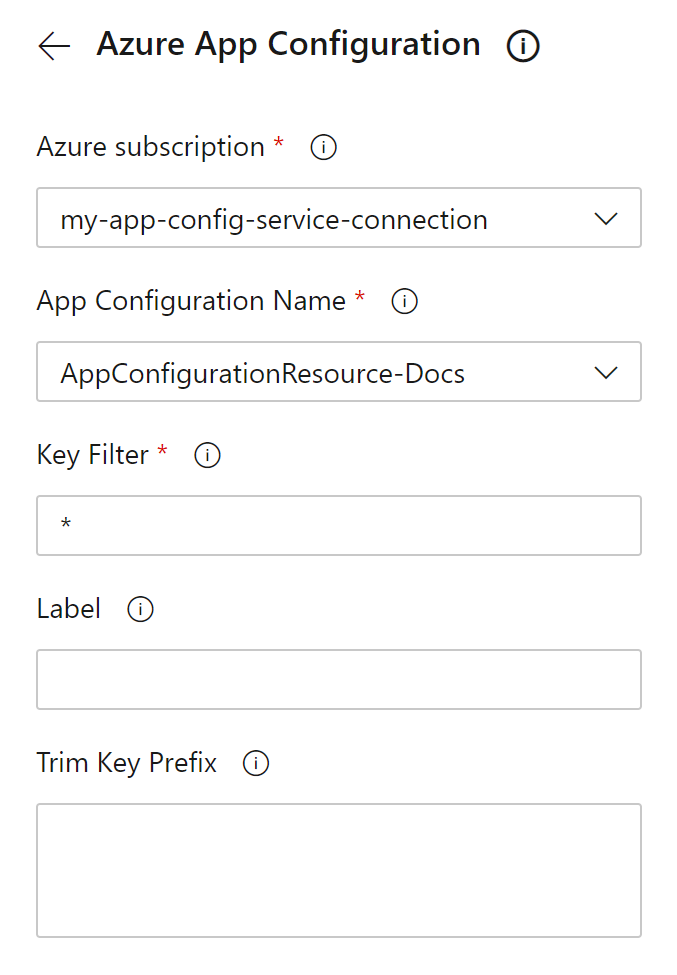 Azure App Configuration
Azure subscription *
my-app-config-service-connection
App Configuration Name *
AppConfigurationResource-Docs
Key Filter *
*
Label
Trim Key Prefix